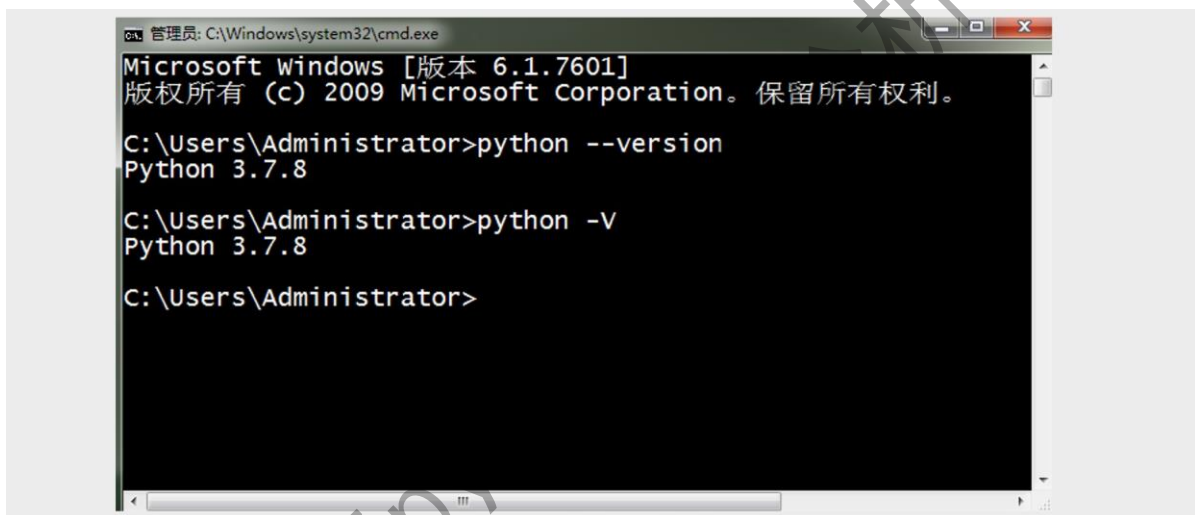 管理员: C:\Windows\system32\cmd.exe
Microsoft Windows [版本 6.1.7601]
版权所有 (c) 2009 Microsoft Corporation。保留所有权利。
C:\Users\Administrator>python --version
Python 3.7.8
C:\Users\Administrator>python -V
Python 3.7.8
C:\Users\Administrator>